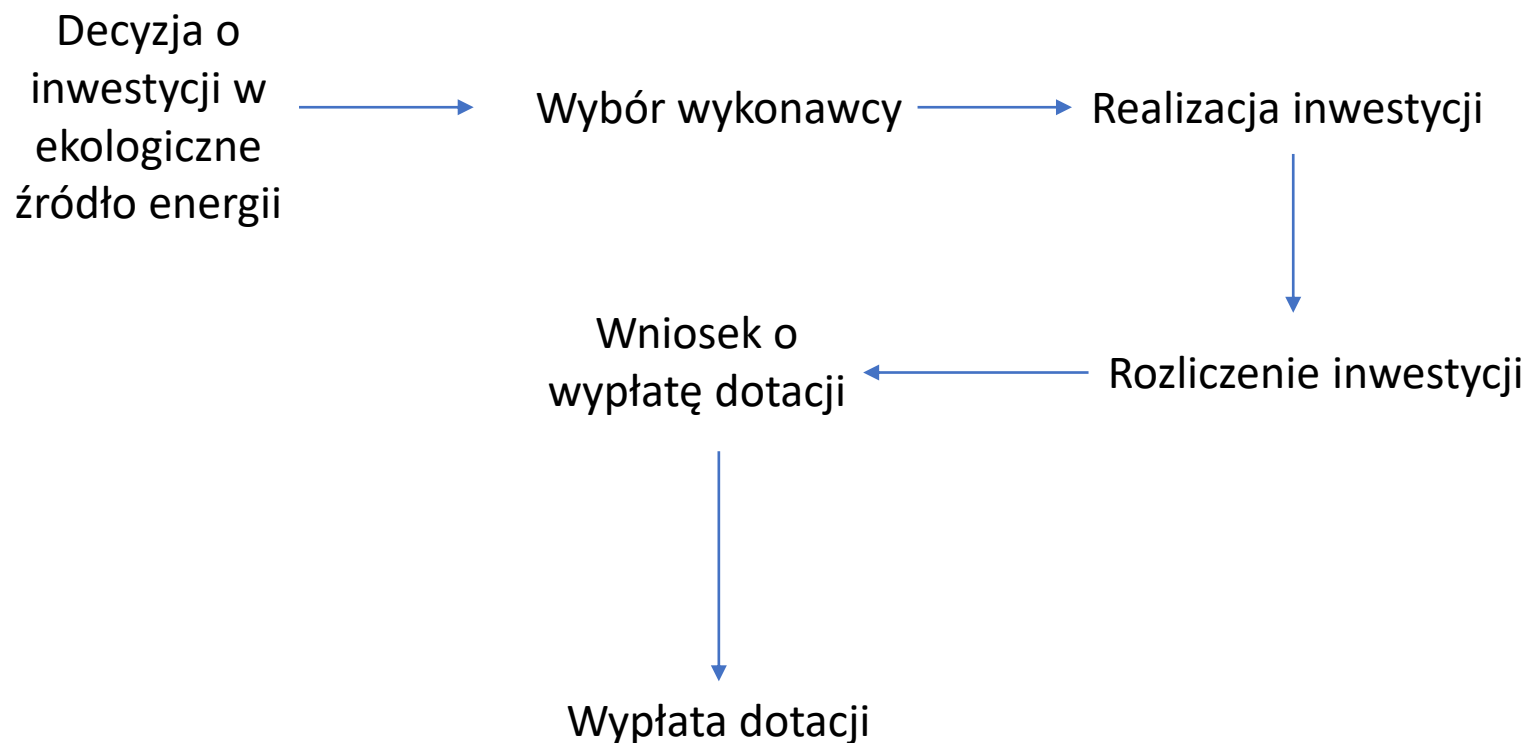 Decyzja o
inwestycji w
ekologiczne
źródło energii
Wybór wykonawcy
Realizacja inwestycji
Rozliczenie inwestycji
Wniosek o
wypłatę dotacji
Wypłata dotacji